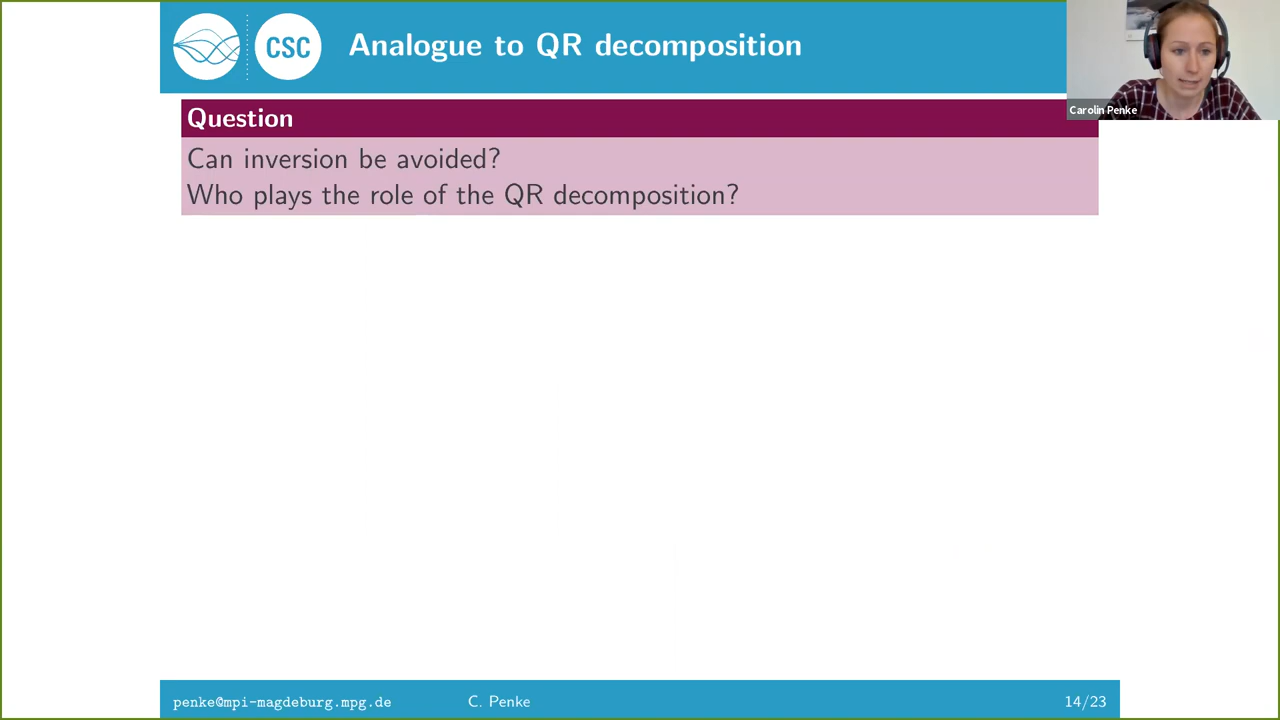 CSC
Analogue to QR decomposition
Carolin Penke
Question
Can inversion be avoided?
Who plays the role of the QR decomposition?
penke@mpi-magdeburg.mpg.de
C. Penke
14/23